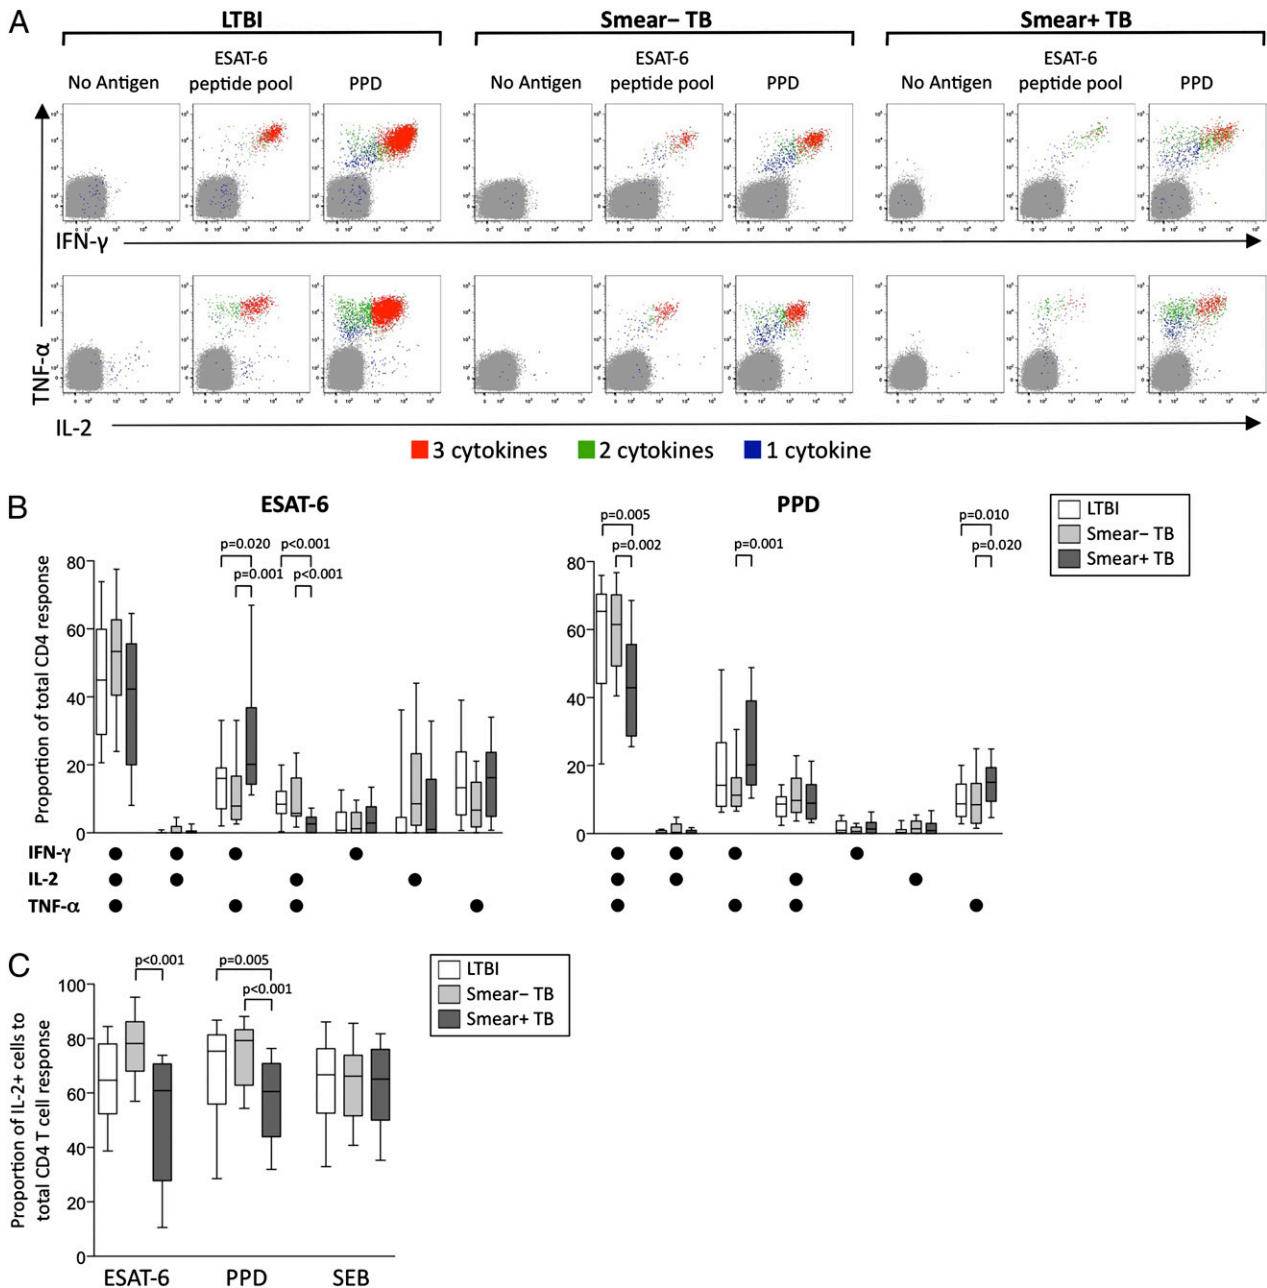 A
LTBI
Smear− TB
Smear+ TB
No Antigen
ESAT-6
peptide pool
PPD
No Antigen
ESAT-6
peptide pool
PPD
No Antigen
ESAT-6
peptide pool
PPD
IFN-γ
TNF-α
IL-2
3 cytokines
2 cytokines
1 cytokine
B
ESAT-6
p=0.020
p<0.001
p=0.001
p<0.001
Proportion of total CD4 response
80
60
40
20
0
PPD
p=0.005
p=0.002
p=0.001
p=0.010
p=0.020
80
60
40
20
0
LTBI
Smear− TB
Smear+ TB
IFN-γ
IL-2
TNF-α
C
p<0.001
p=0.005
p<0.001
LTBI
Smear− TB
Smear+ TB
Proportion of IL-2+ cells to
total CD4 T cell response
100
80
60
40
20
0
ESAT-6
PPD
SEB